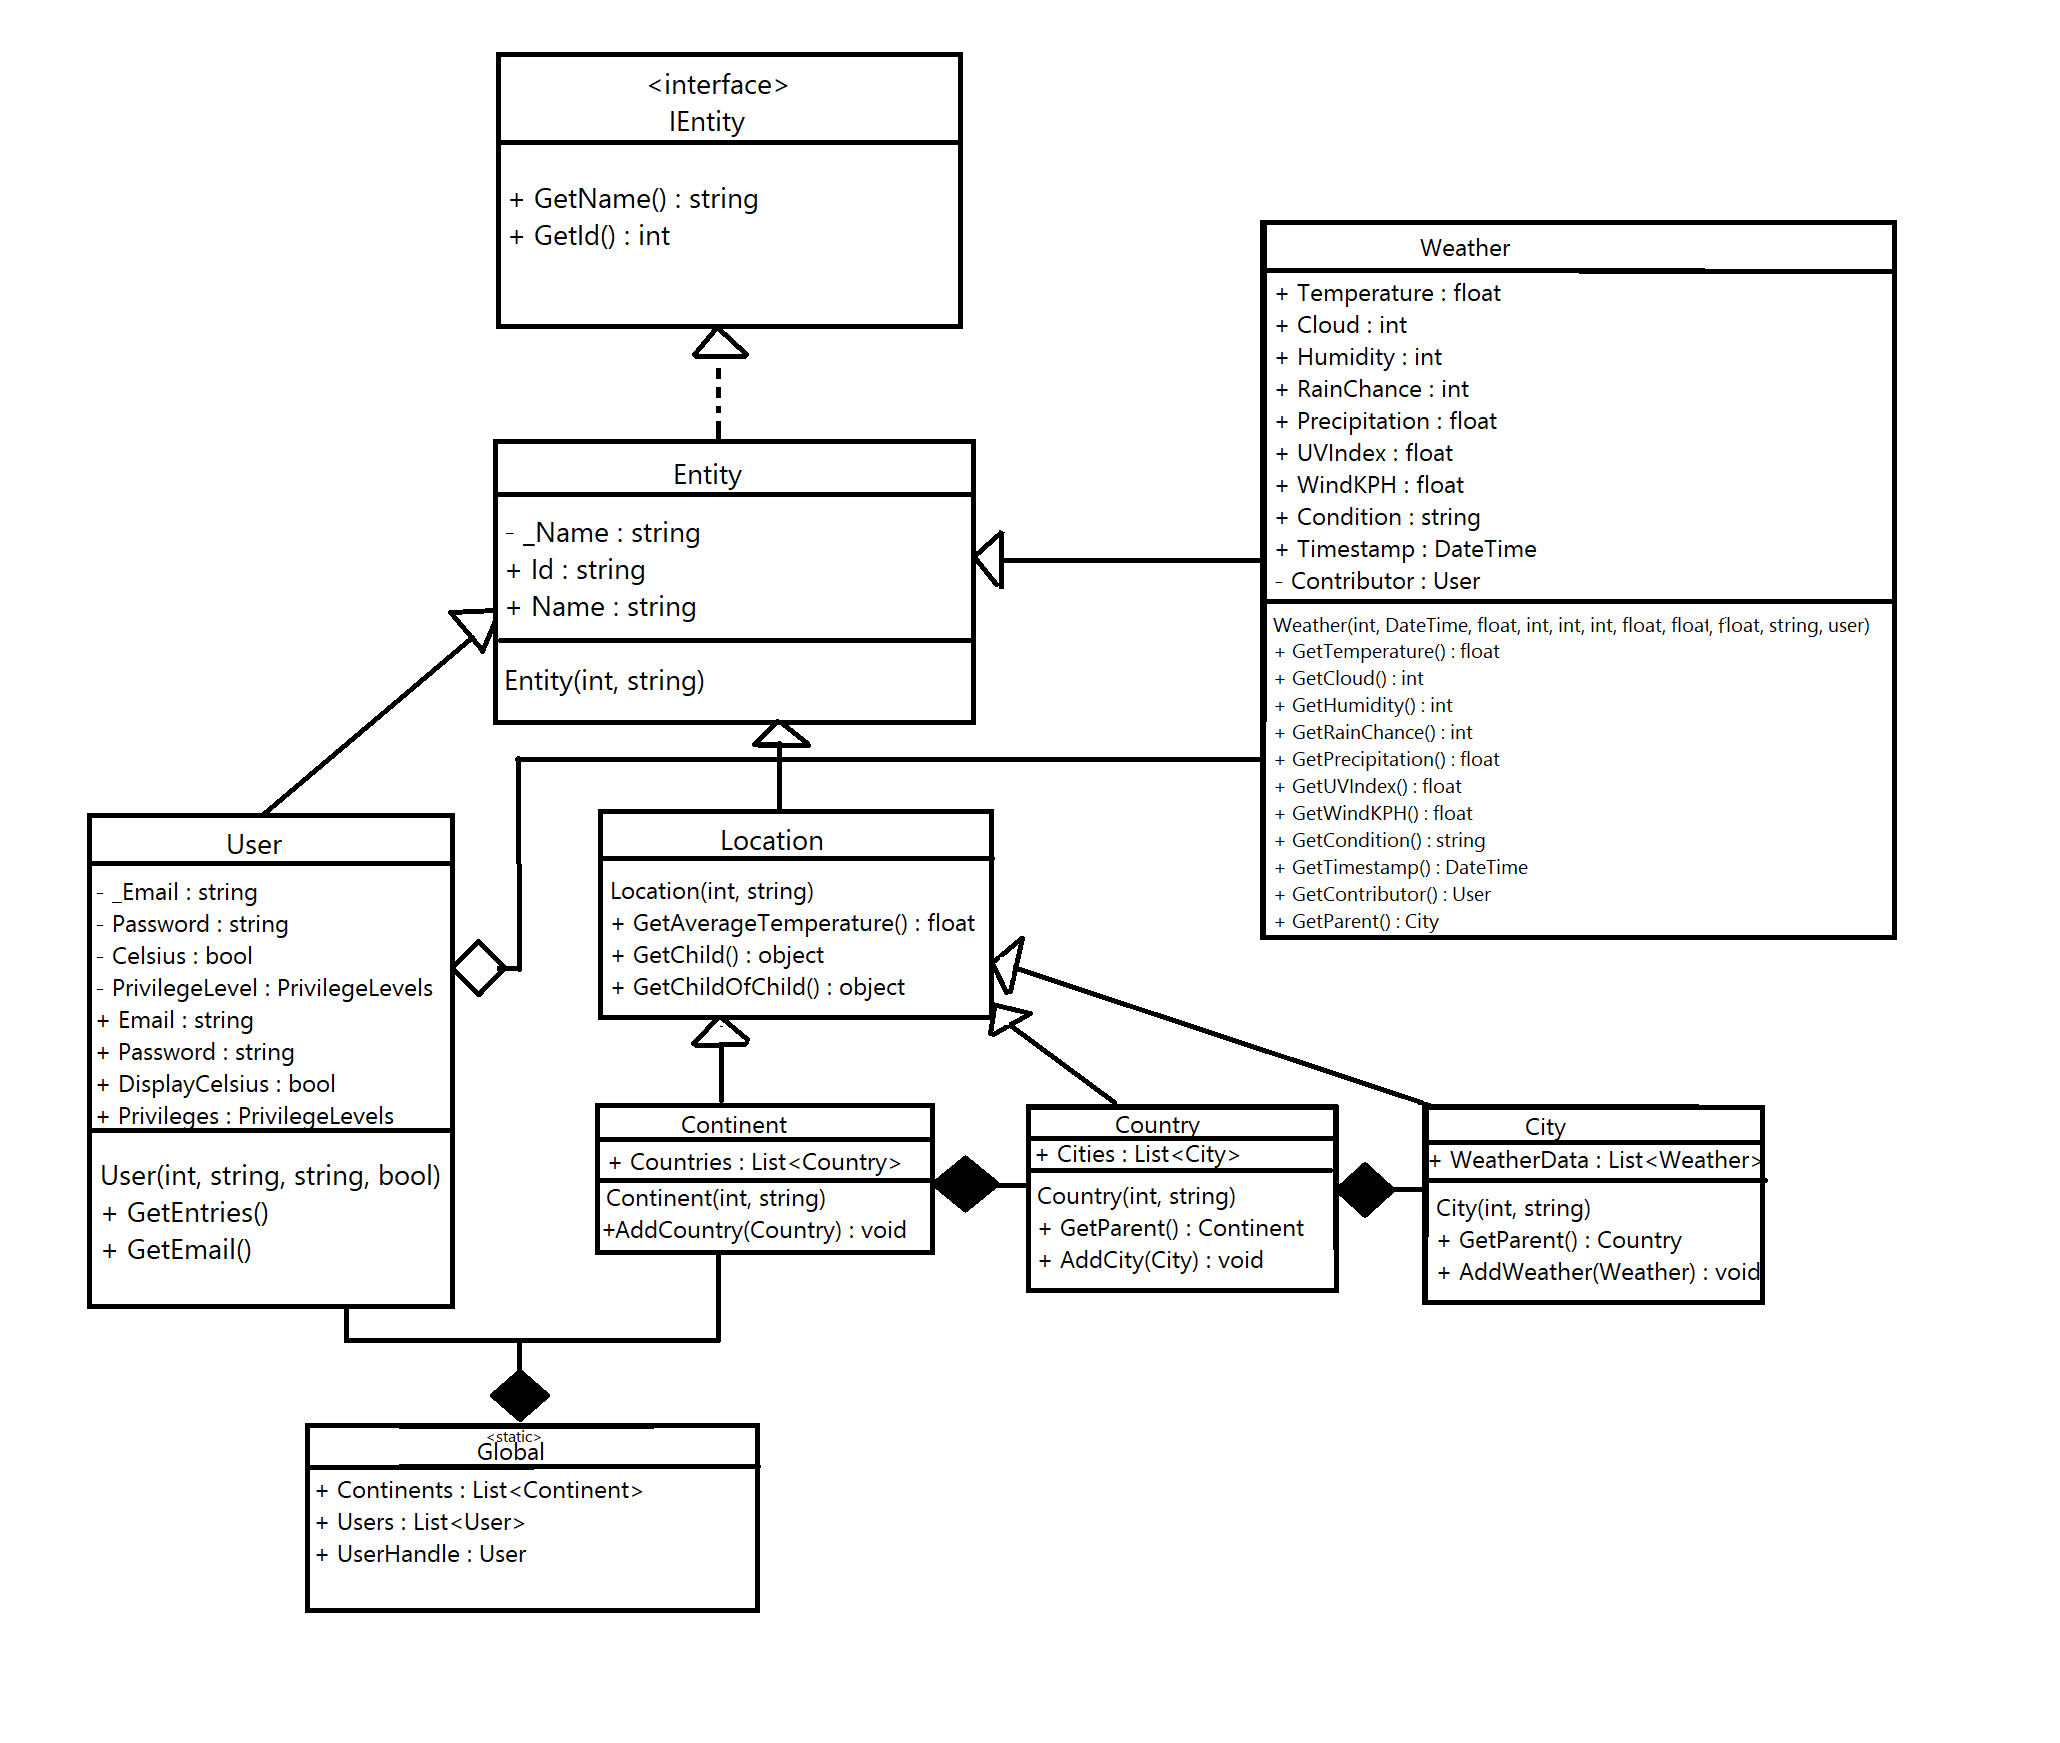 <interface>
IEntity
+ GetName() : string
+ GetId() : int
Weather
+ Temperature : float
+ Cloud : int
+ Humidity : int
+ RainChance : int
+ Precipitation : float
+ UVIndex : float
+ WindKPH : float
+ Condition : string
+ Timestamp : DateTime
- Contributor : User
Weather(int, DateTime, float, int, int, int, float, float, float, string, user)
+ GetTemperature() : float
+ GetCloud() : int
+ GetHumidity() : int
+ GetRainChance() : int
+ GetPrecipitation() : float
+ GetUVIndex() : float
+ GetWindKPH() : float
+ GetCondition() : string
+ GetTimestamp() : DateTime
+ GetContributor() : User
+ GetParent() : City
Entity
- _Name : string
+ Id : string
+ Name : string
Entity(int, string)
User
- _Email : string
- Password : string
- Celsius : bool
- PrivilegeLevel : PrivilegeLevels
+ Email : string
+ Password : string
+ DisplayCelsius : bool
+ Privileges : PrivilegeLevels
User(int, string, string, bool)
+ GetEntries()
+ GetEmail()
Location
Location(int, string)
+ GetAverageTemperature() : float
+ GetChild() : object
+ GetChildOfChild() : object
Continent
+ Countries : List<Country>
Continent(int, string)
+AddCountry(Country) : void
Country
+ Cities : List<City>
Country(int, string)
+ GetParent() : Continent
+ AddCity(City) : void
City
+ WeatherData : List<Weather>
City(int, string)
+ GetParent() : Country
+ AddWeather(Weather) : void
<static>
Global
+ Continents : List<Continent>
+ Users : List<User>
+ UserHandle : User